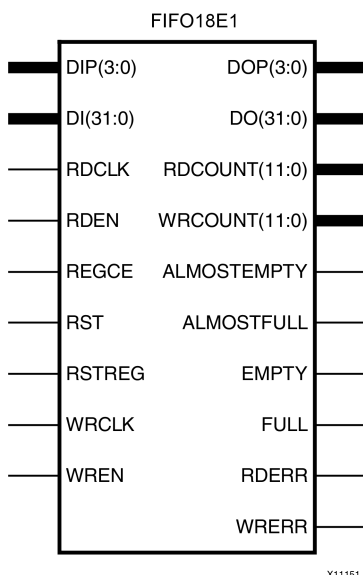 FIFO18E1
DIP(3:0) DOP(3:0)
DI(31:0) DO(31:0)
RDCLK RDCOUNT(11:0)
RDEN WRCOUNT(11:0)
REGCE ALMOSTEMPTY
RST ALMOSTFULL
RSTREG EMPTY
WRCLK FULL
WREN RDERR
WRERR
X11151